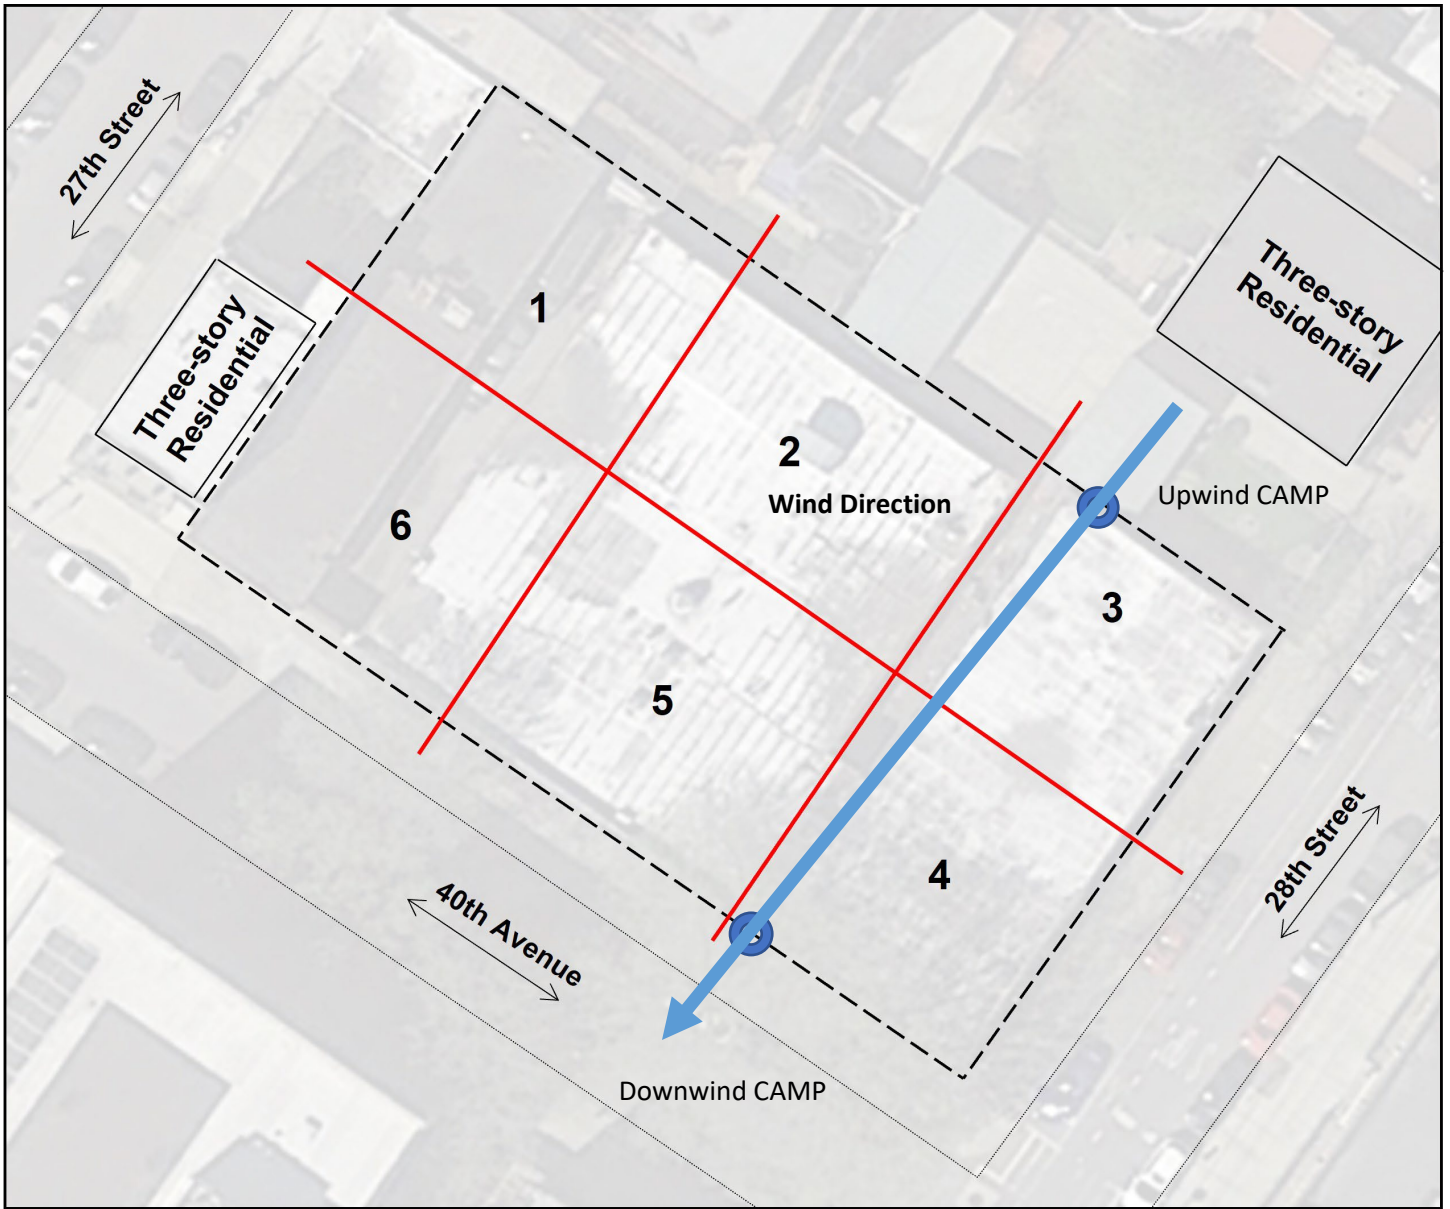 27th Street
Three-story
Residential
1
Three-story
Residential
2
Wind Direction
Upwind CAMP
6
3
5
4
28th Street
40th Avenue
Downwind CAMP